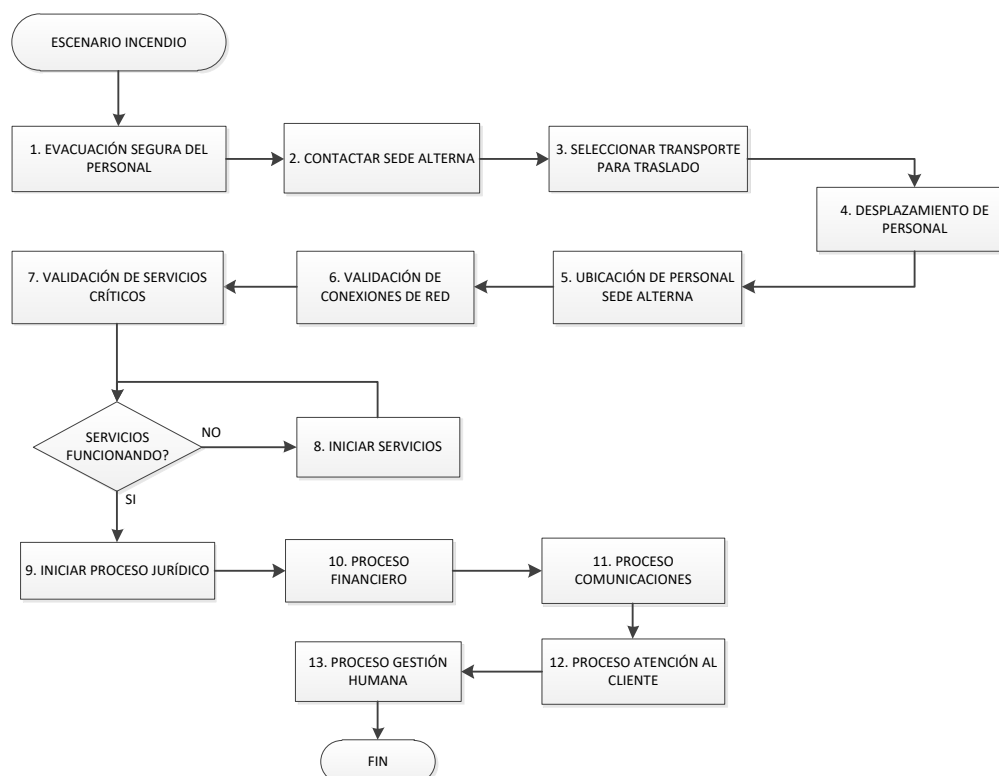 ESCENARIO INCENDIO
1. EVACUACIÓN SEGURA DEL
PERSONAL
2. CONTACTAR SEDE ALTERNA
3. SELECCIONAR TRANSPORTE
PARA TRASLADO
4. DESPLAZAMIENTO DE
PERSONAL
5. UBICACIÓN DE PERSONAL
SEDE ALTERNA
6. VALIDACIÓN DE
CONEXIONES DE RED
7. VALIDACIÓN DE SERVICIOS
CRÍTICOS
SERVICIOS
FUNCIONANDO?
NO
8. INICIAR SERVICIOS
SI
9. INICIAR PROCESO JURÍDICO
10. PROCESO
FINANCIERO
11. PROCESO
COMUNICACIONES
12. PROCESO ATENCIÓN AL
CLIENTE
13. PROCESO GESTIÓN
HUMANA
FIN